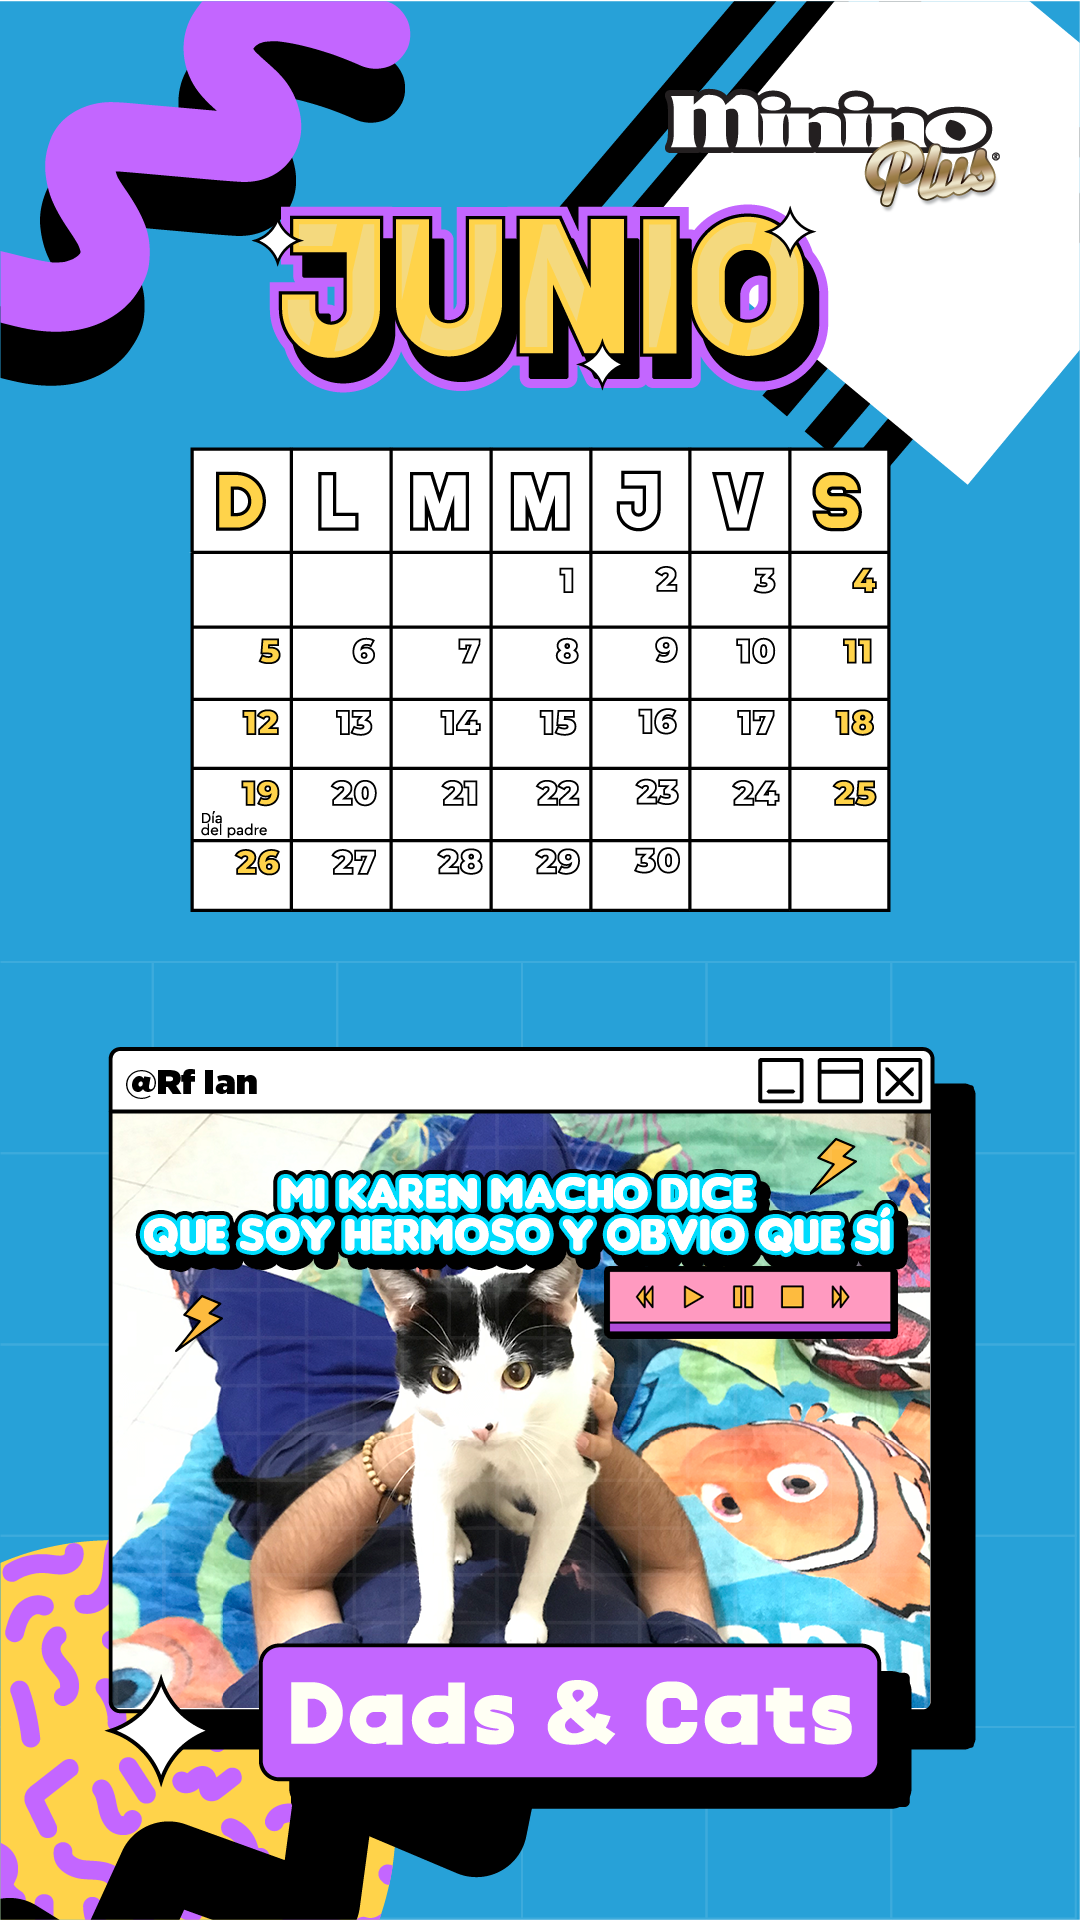 Minino
Plus®
JUNIO
D L M M J V S
1 2 3 4
5 6 7 8 9 10 11
12 13 14 15 16 17 18
19 20 21 22 23 24 25
Día
del padre
26 27 28 29 30
@Rf Ian
MI KAREN MACHO DICE
QUE SOY HERMOSO Y OBVIO QUE SÍ
Dads & Cats